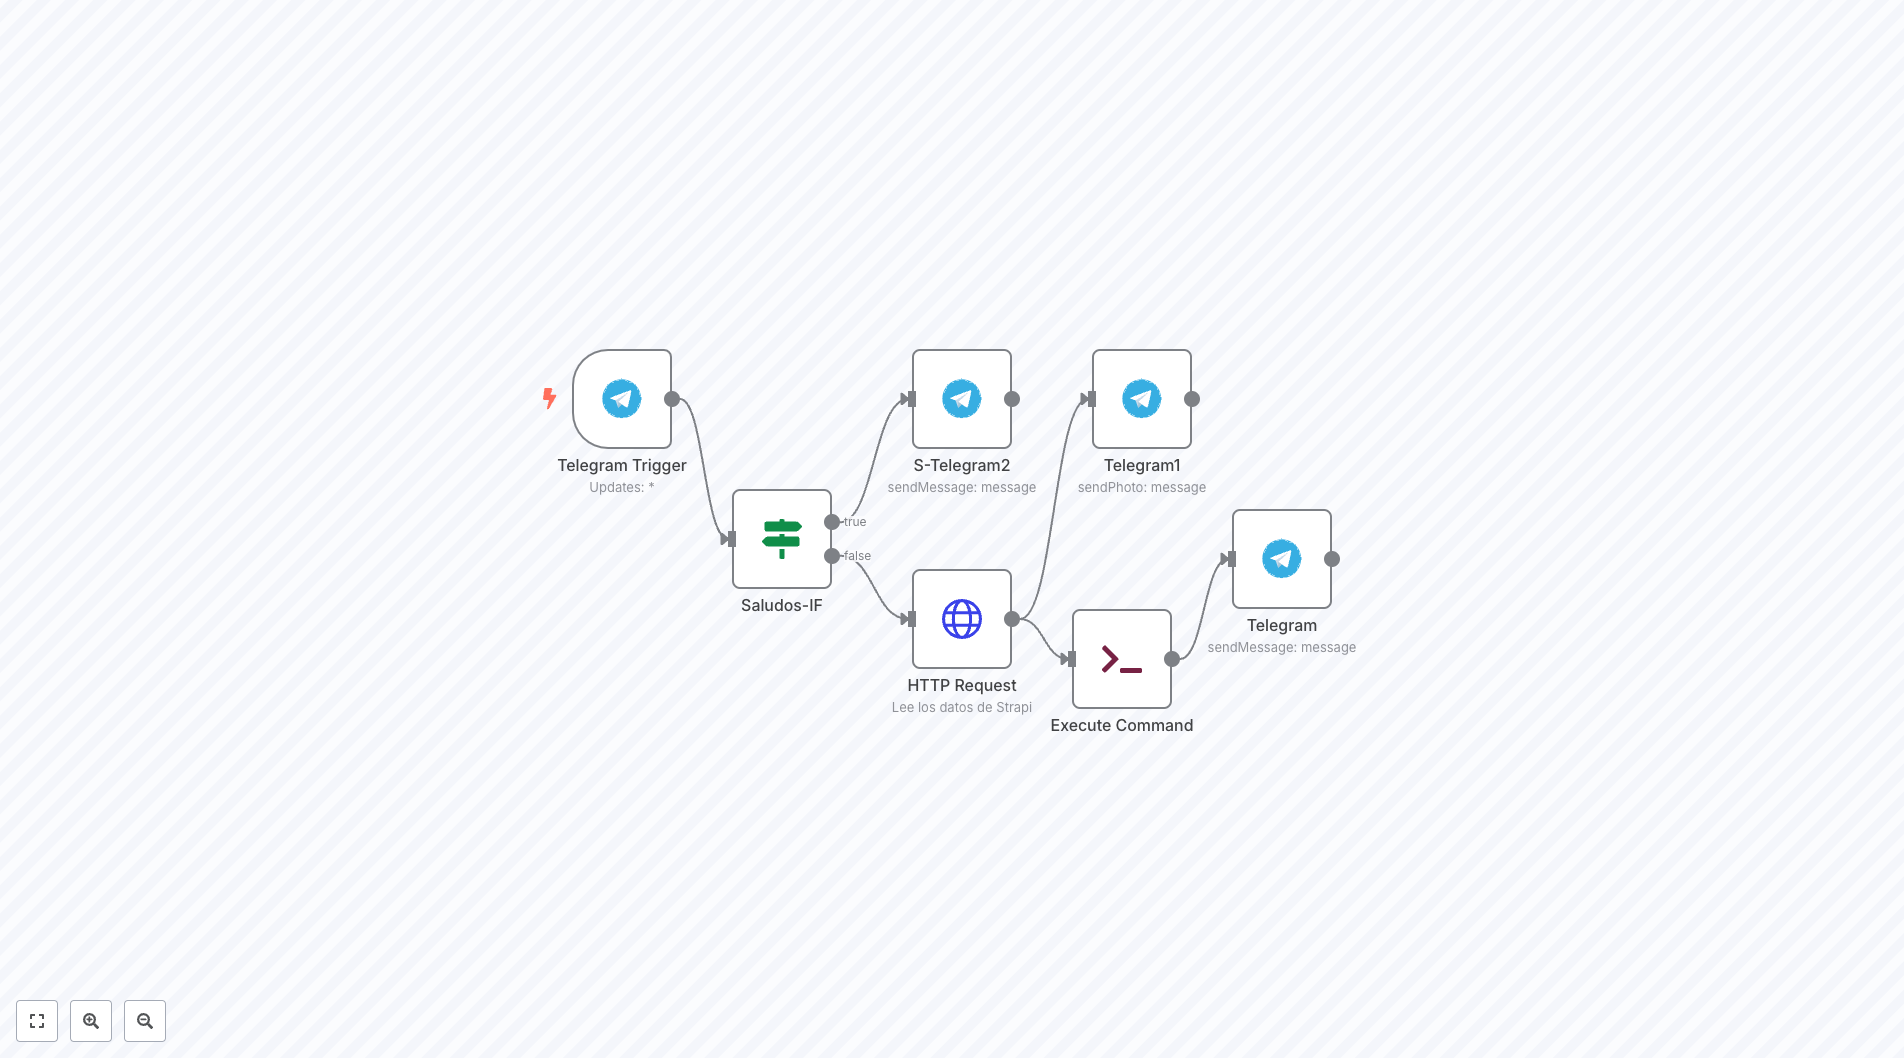 Telegram Trigger
Updates: *
Saludos-IF
true
false
S-Telegram2
sendMessage: message
HTTP Request
Lee los datos de Strapi
Telegram1
sendPhoto: message
Execute Command
Telegram
sendMessage: message